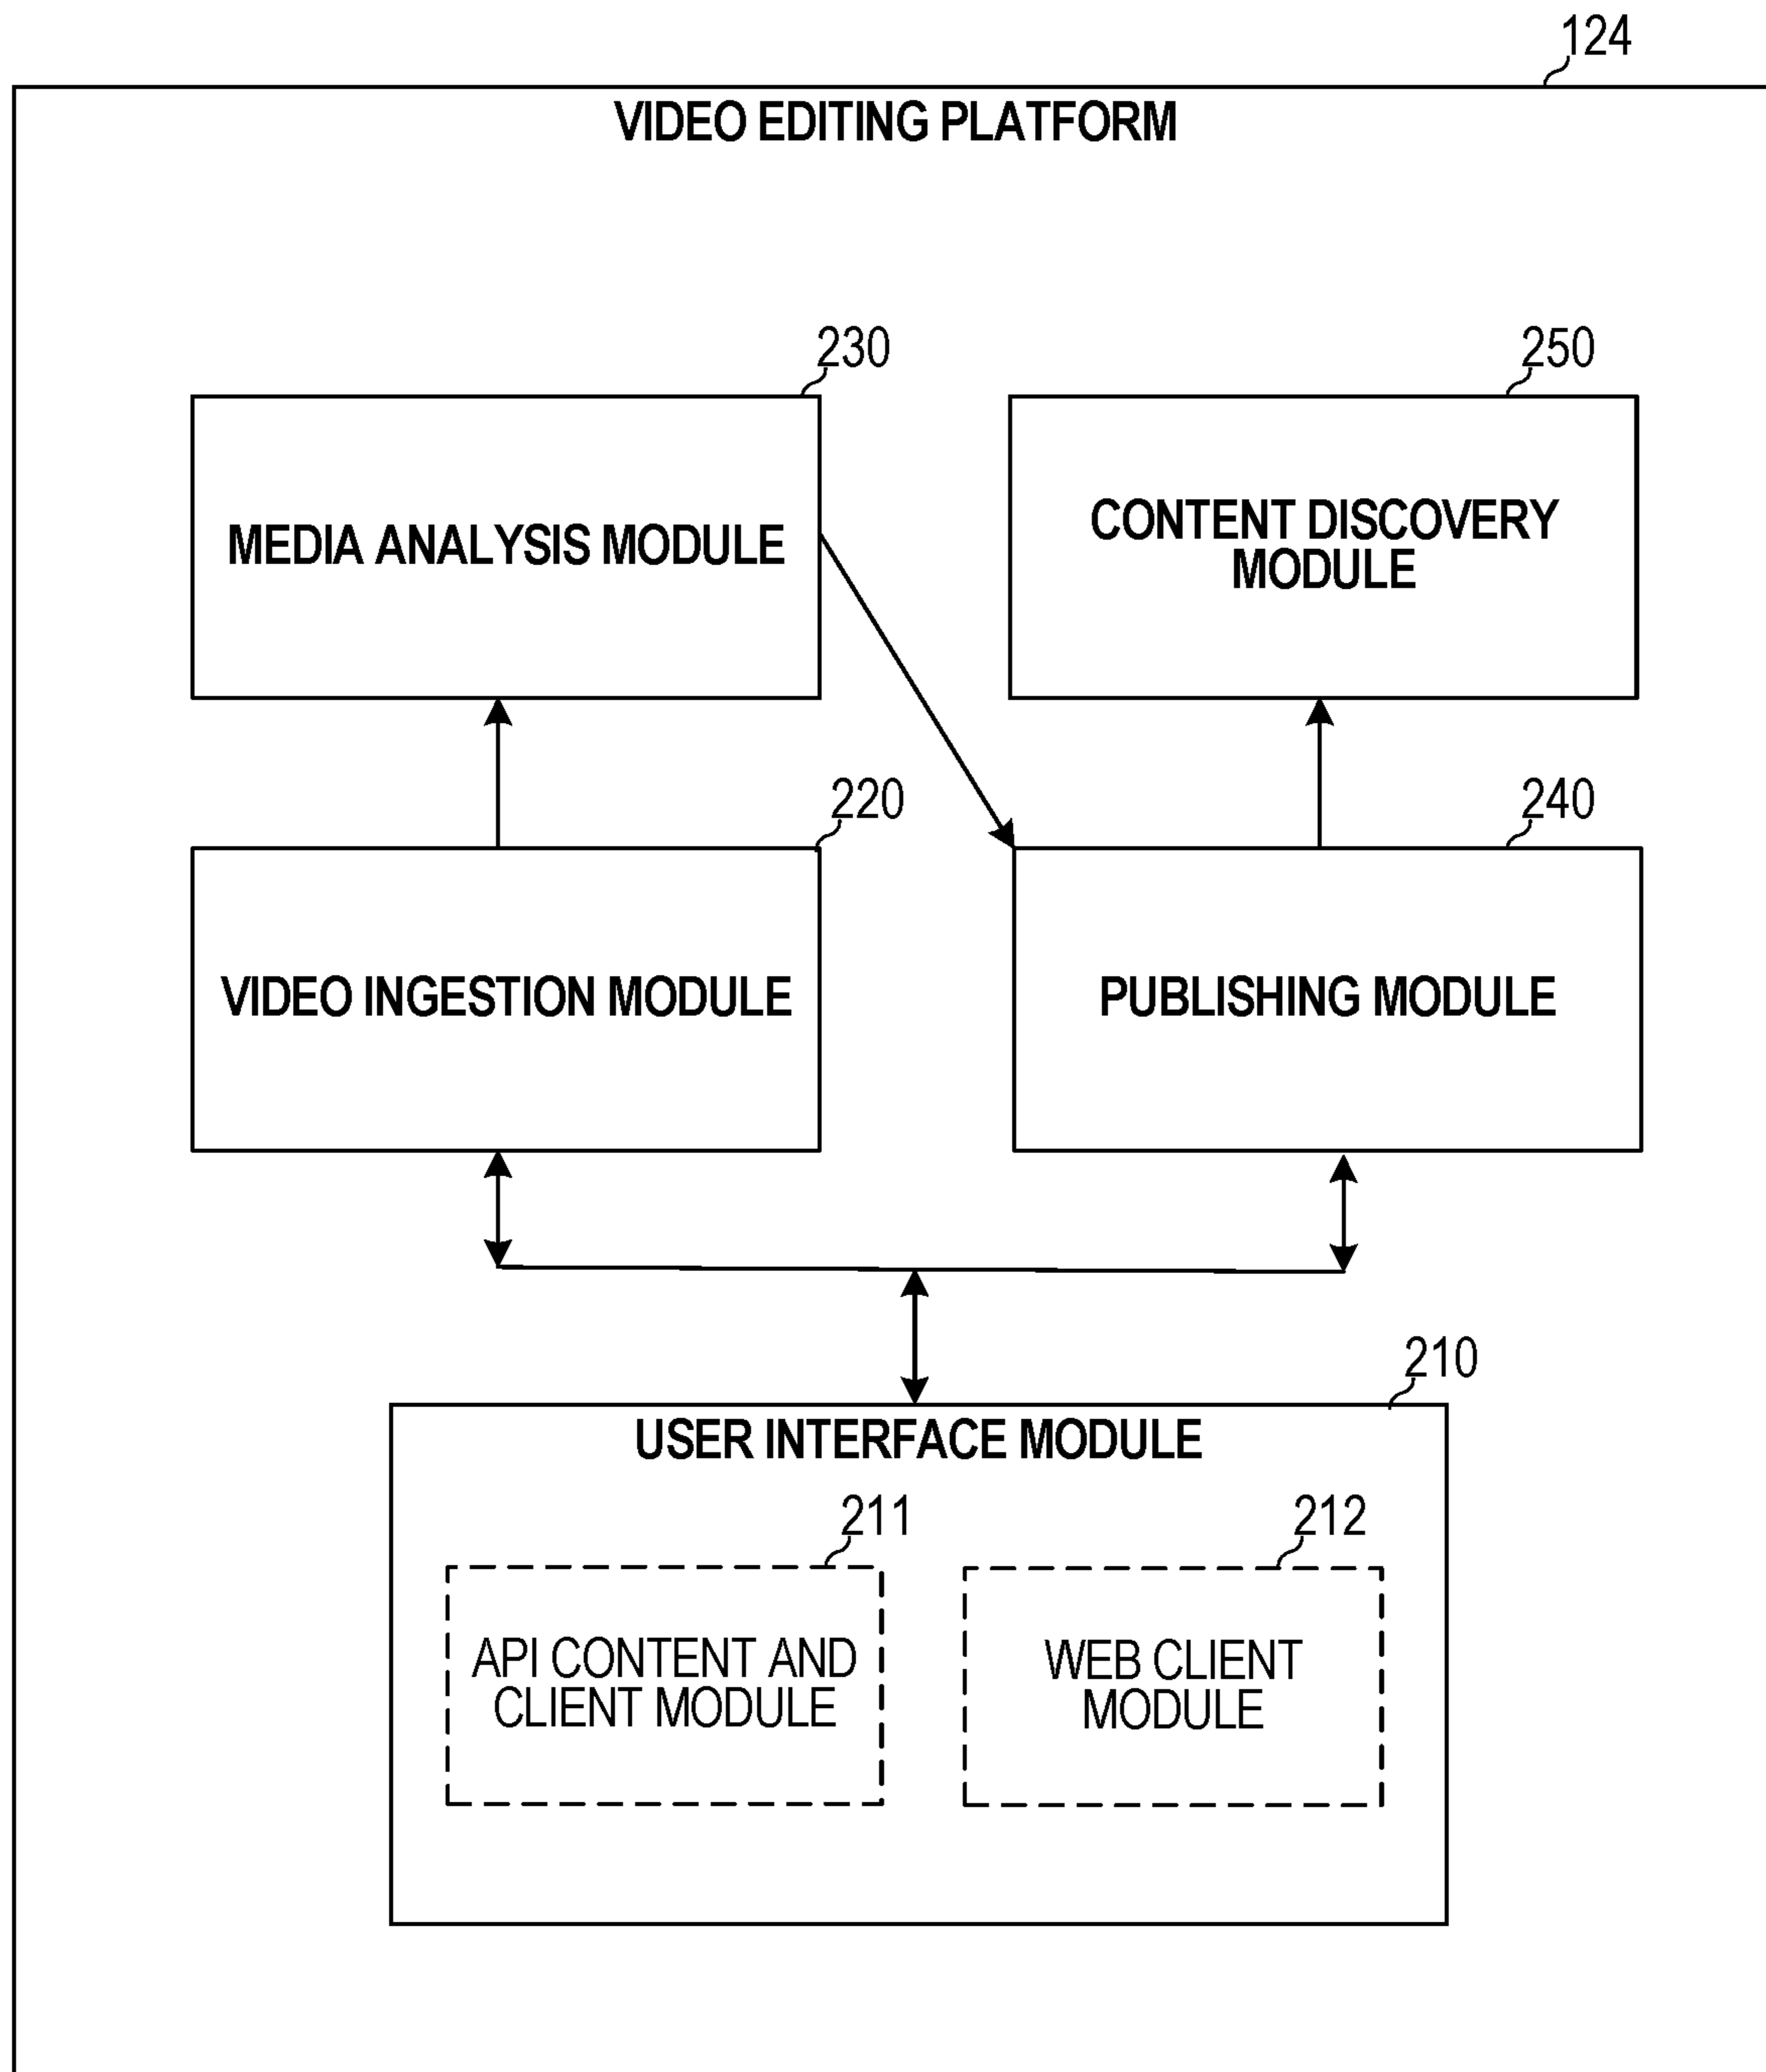 124
VIDEO EDITING PLATFORM
230
MEDIA ANALYSIS MODULE
250
CONTENT DISCOVERY
MODULE
220
VIDEO INGESTION MODULE
240
PUBLISHING MODULE
210
USER INTERFACE MODULE
211
API CONTENT AND
CLIENT MODULE
212
WEB CLIENT
MODULE